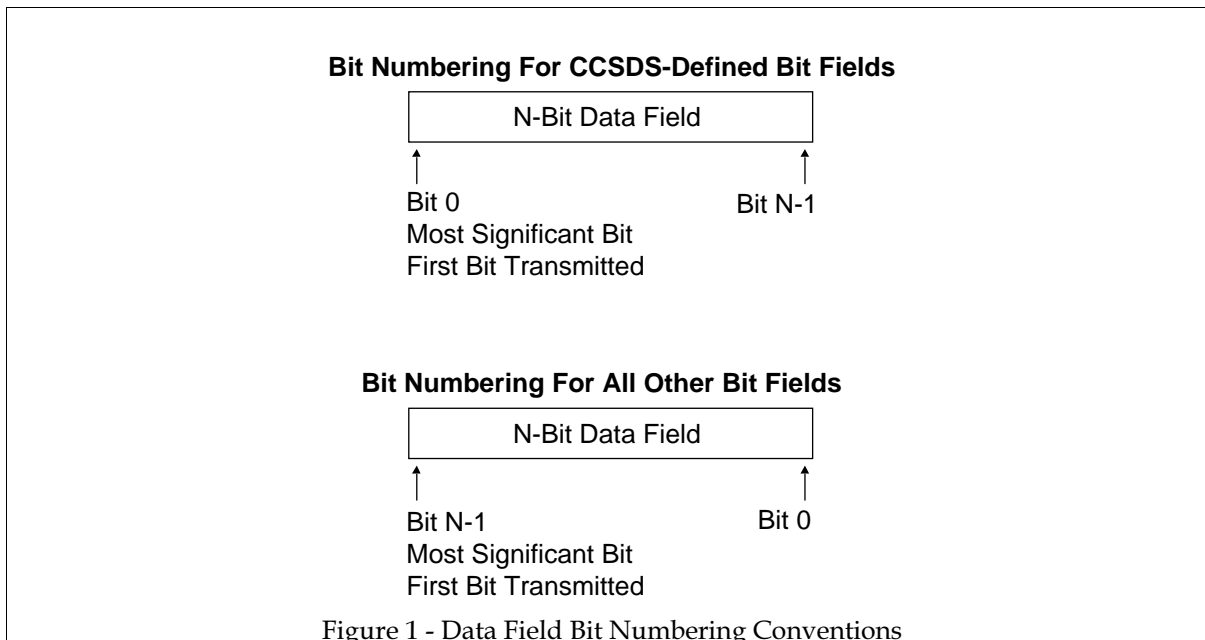 Bit Numbering For CCSDS-Defined Bit Fields
N-Bit Data Field
Bit 0 Bit N-1
Most Significant Bit
First Bit Transmitted
Bit Numbering For All Other Bit Fields
N-Bit Data Field
Bit N-1 Bit 0
Most Significant Bit
First Bit Transmitted
Figure 1 - Data Field Bit Numbering Conventions